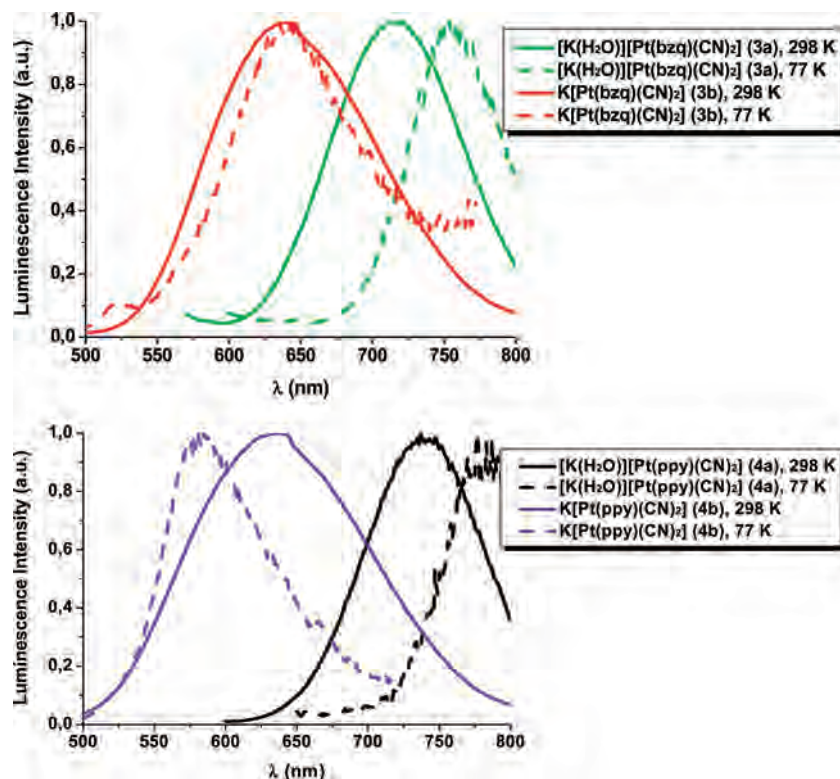 Luminescence Intensity (a.u.)
1,0
0,8
0,6
0,4
0,2
0,0
500 550 600 650 700 750 800
λ (nm)
[K(H₂O)][Pt(bzq)(CN)₂] (3a), 298 K
[K(H₂O)][Pt(bzq)(CN)₂] (3a), 77 K
K[Pt(bzq)(CN)₂] (3b), 298 K
K[Pt(bzq)(CN)₂] (3b), 77 K
Luminescence Intensity (a.u.)
1,0
0,8
0,6
0,4
0,2
0,0
500 550 600 650 700 750 800
λ (nm)
[K(H₂O)][Pt(ppy)(CN)₂] (4a), 298 K
[K(H₂O)][Pt(ppy)(CN)₂] (4a), 77 K
K[Pt(ppy)(CN)₂] (4b), 298 K
K[Pt(ppy)(CN)₂] (4b), 77 K